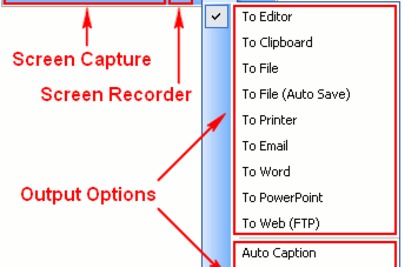 To Editor
To Clipboard
Screen Capture
To File
Screen Recorder
To File (Auto Save)
To Printer
To Email
To Word
Output Options
To PowerPoint
To Web (FTP)
Auto Caption